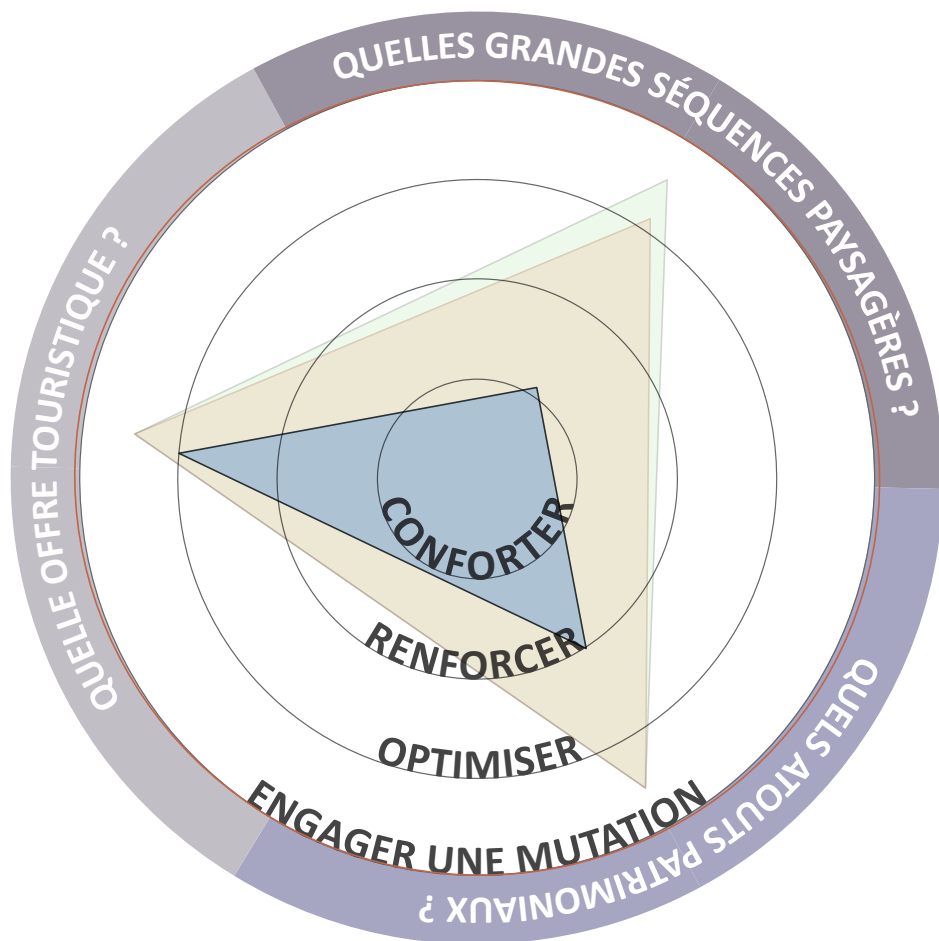 QUELLES GRANDES SÉQUENCES PAYSAGÈRES ?
QUELLE OFFRE TOURISTIQUE ?
CONFORTER
RENFORCER
OPTIMISER
ENGAGER UNE MUTATION
QUELS ATOUTS PATRIMONIAUX ?